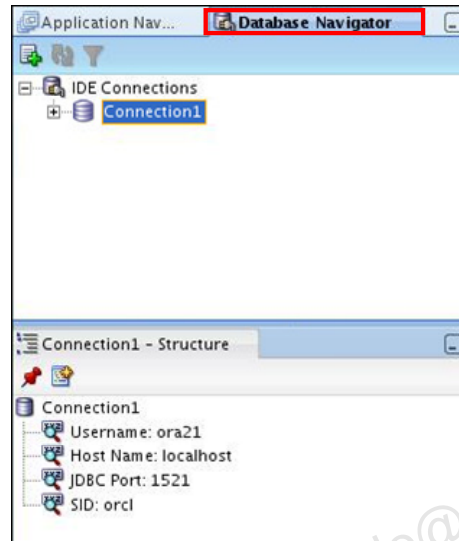 Application Nav...
Database Navigator
IDE Connections
Connection1
Connection1 - Structure
Connection1
Username: ora21
Host Name: localhost
JDBC Port: 1521
SID: orcl